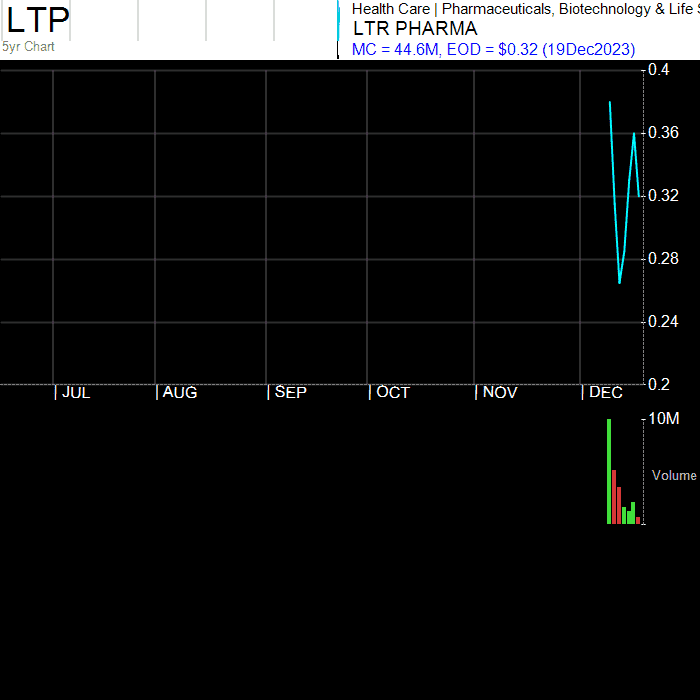 LTP
5yr Chart
Health Care | Pharmaceuticals, Biotechnology & Life S
LTR PHARMA
MC = 44.6M, EOD = $0.32 (19Dec2023)
0.4
0.36
0.32
0.28
0.24
0.2
| JUL | AUG | SEP | OCT | NOV | DEC
10M
Volume